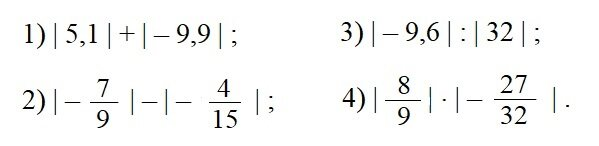 1) | 5,1 | + | – 9,9 | ;
2) | – 7/9 | – | – 4/15 | ;
3) | – 9,6 | : | 32 | ;
4) | 8/9 | · | – 27/32 | .